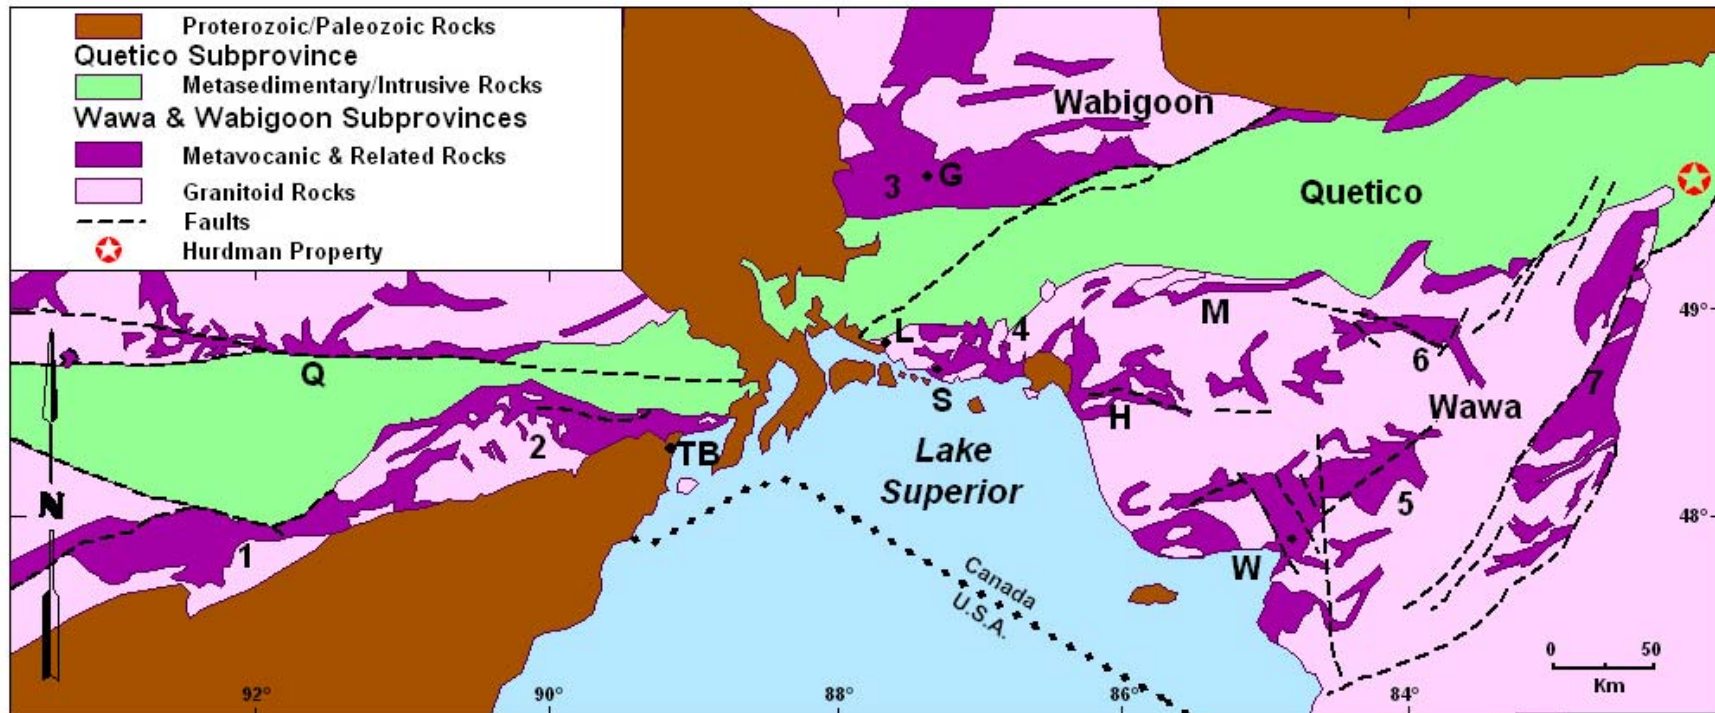 Proterozoic/Paleozoic Rocks
Quetico Subprovince
Metasedimentary/Intrusive Rocks
Wawa & Wabigoon Subprovinces
Metavocanic & Related Rocks
Granitoid Rocks
Faults
Hurdman Property
Wabigoon
3 G
Quetico
49°
M
L 4
Q
6
7
S
H
Wawa
2
TB
Lake
Superior
N
5
48°
1
W
Canada
U.S.A.
0 50
Km
92° 90° 88° 86° 84°